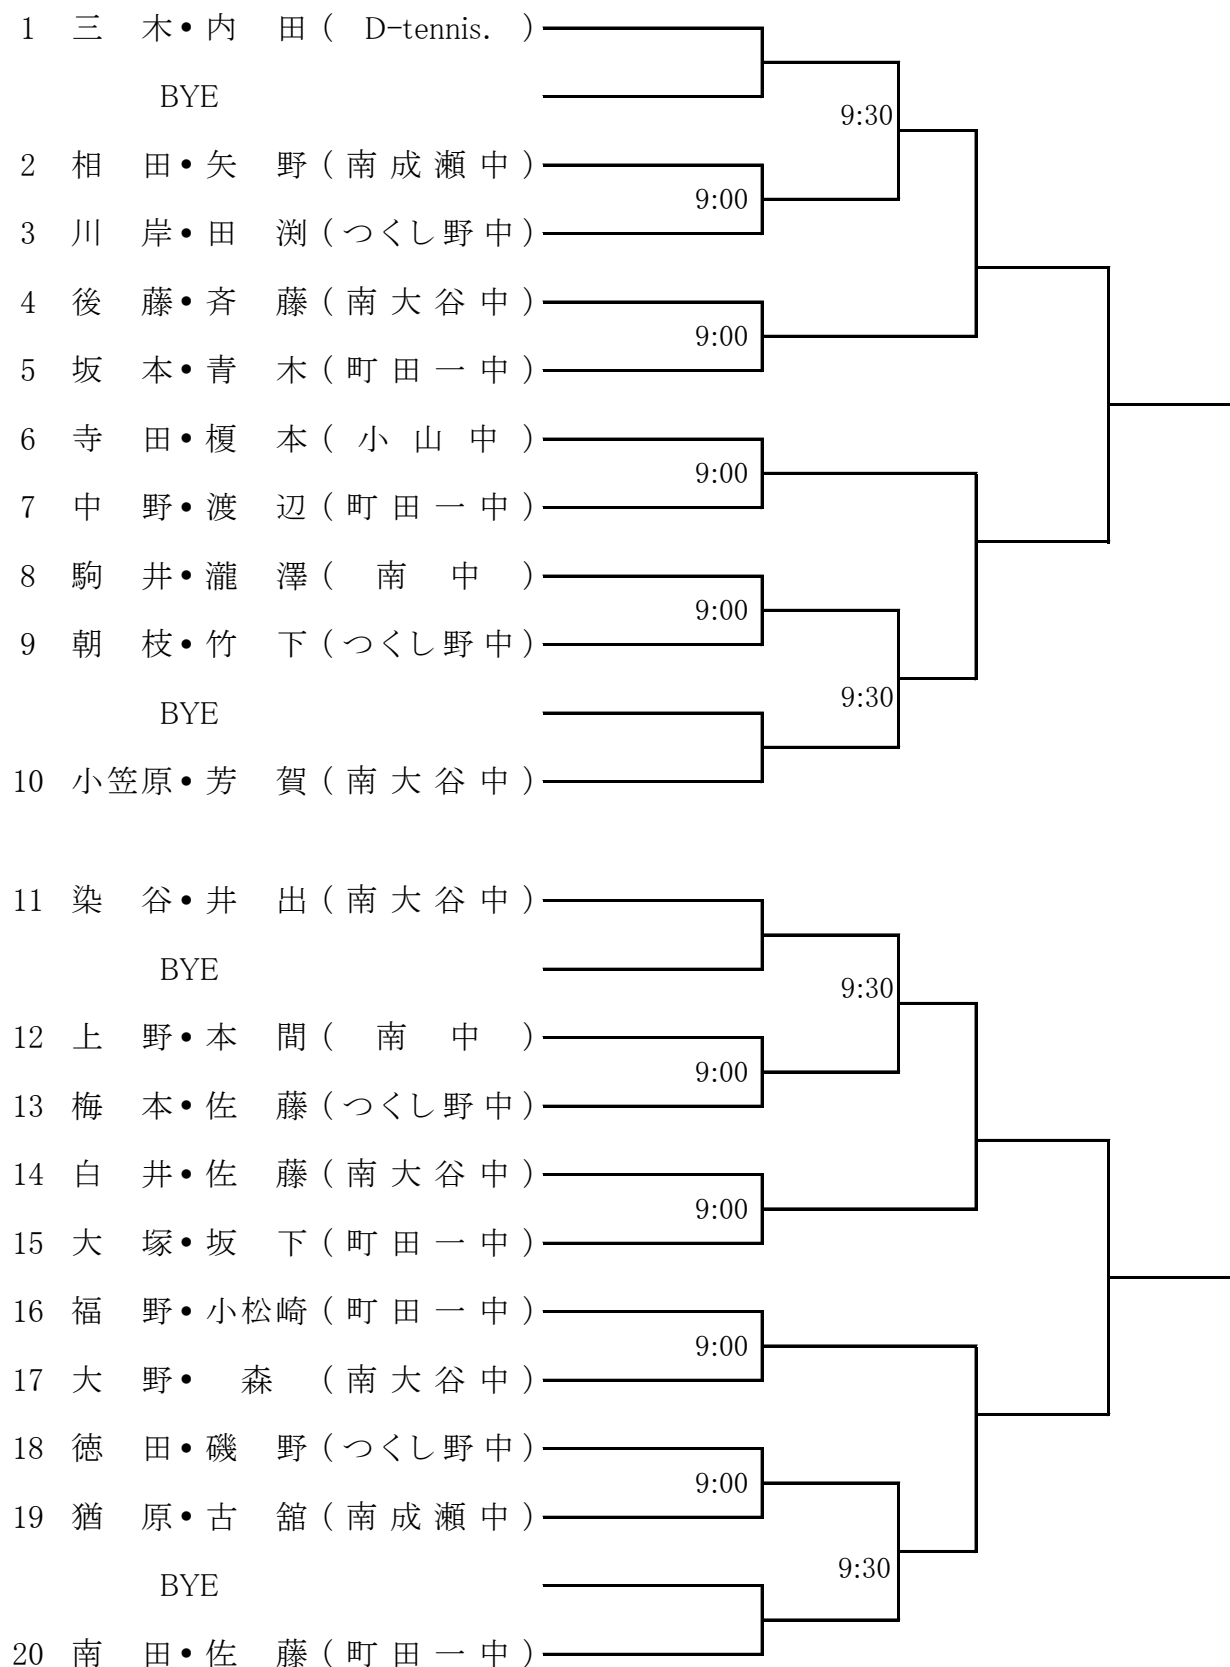 1 三 木・内 田 ( D-tennis. )
BYE
9:30
2 相 田・矢 野 ( 南 成 瀬 中 )
9:00
3 川 岸・田 渕 ( つくし野中 )
4 後 藤・斉 藤 ( 南 大 谷 中 )
9:00
5 坂 本・青 木 ( 町 田 一 中 )
6 寺 田・榎 本 ( 小 山 中 )
9:00
7 中 野・渡 辺 ( 町 田 一 中 )
8 駒 井・瀧 澤 ( 南 中 )
9:00
9 朝 枝・竹 下 ( つくし野中 )
9:30
BYE
10 小笠原・芳 賀 ( 南 大 谷 中 )
11 染 谷・井 出 ( 南 大 谷 中 )
BYE
9:30
12 上 野・本 間 ( 南 中 )
9:00
13 梅 本・佐 藤 ( つくし野中 )
14 白 井・佐 藤 ( 南 大 谷 中 )
9:00
15 大 塚・坂 下 ( 町 田 一 中 )
16 福 野・小松崎 ( 町 田 一 中 )
9:00
17 大 野・ 森 ( 南 大 谷 中 )
18 徳 田・磯 野 ( つくし野中 )
9:00
19 猶 原・古 舘 ( 南 成 瀬 中 )
9:30
BYE
20 南 田・佐 藤 ( 町 田 一 中 )